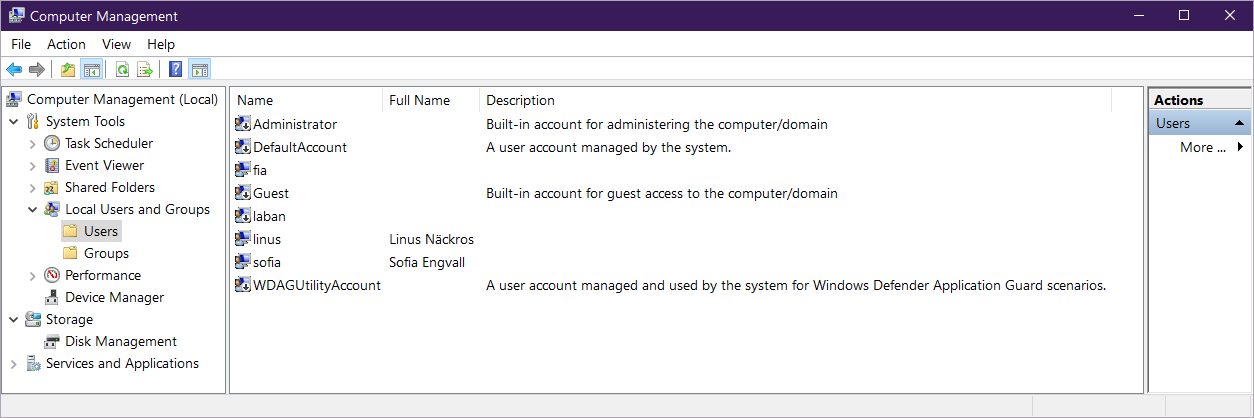 Computer Management
File Action View Help
Computer Management (Local)
System Tools
Task Scheduler
Event Viewer
Shared Folders
Local Users and Groups
Users
Groups
Performance
Device Manager
Storage
Disk Management
Services and Applications
Name Full Name Description
Administrator Built-in account for administering the computer/domain
DefaultAccount A user account managed by the system.
fia
Guest Built-in account for guest access to the computer/domain
laban
linus Linus Näckros
sofia Sofia Engvall
WDAGUtilityAccount A user account managed and used by the system for Windows Defender Application Guard scenarios.
Actions
Users
More ...